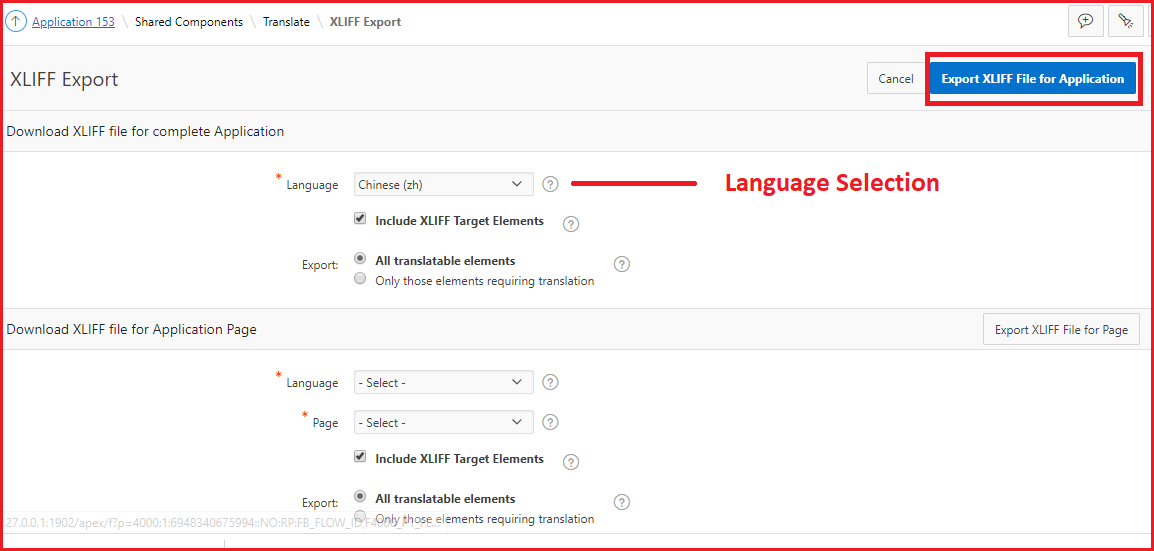 Application 153 \ Shared Components \ Translate \ XLIFF Export
XLIFF Export
Cancel
Export XLIFF File for Application
Download XLIFF file for complete Application
* Language Chinese (zh) ?
Language Selection
Include XLIFF Target Elements ?
Export: All translatable elements ?
Only those elements requiring translation
Download XLIFF file for Application Page
Export XLIFF File for Page
* Language - Select - ?
* Page - Select - ?
Include XLIFF Target Elements ?
Export: All translatable elements ?
Only those elements requiring translation
27.0.0.1:1902/apex/f?p=4000:1:6948340675994::NO:RP:FB_FLOW_ID,